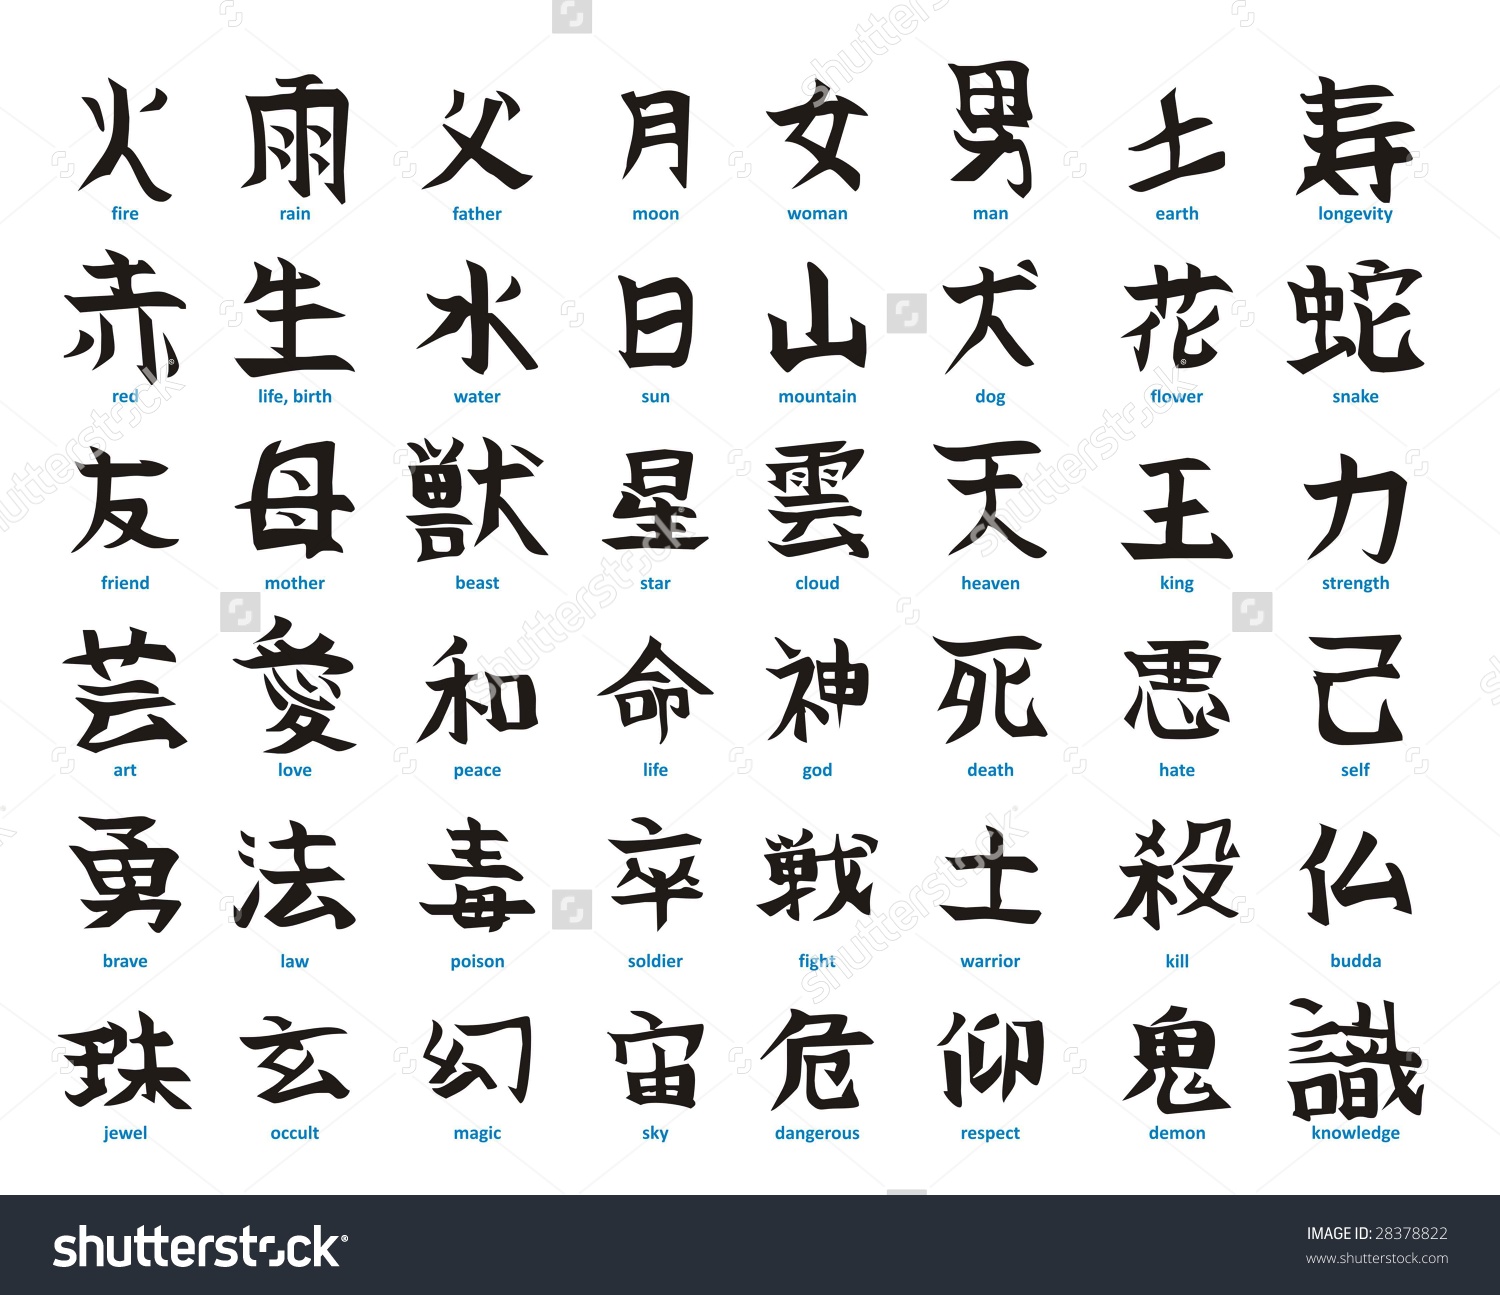 火 雨 父 月 女 男 土 寿
fire rain father moon woman man earth longevity
赤 生 水 日 山 犬 花 蛇
red life, birth water sun mountain dog flower snake
友 母 獣 星 雲 天 王 力
friend mother beast star cloud heaven king strength
芸 愛 和 命 神 死 悪 己
art love peace life god death hate self
勇 法 毒 卒 戦 士 殺 仏
brave law poison soldier fight warrior kill budda
珠 玄 幻 宙 危 仰 鬼 識
jewel occult magic sky dangerous respect demon knowledge
shutterstock
IMAGE ID: 28378822
www.shutterstock.com